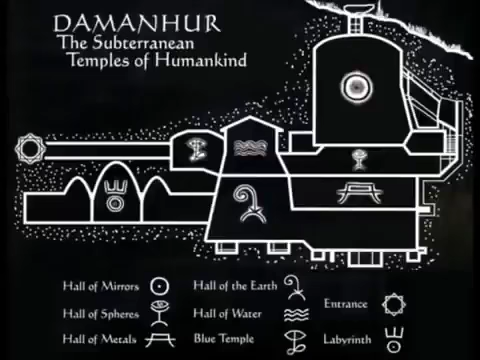 DAMANHUR
The Subterranean
Temples of Humankind
Hall of Mirrors
Hall of Spheres
Hall of Metals
Hall of the Earth
Hall of Water
Blue Temple
Entrance
Labyrinth